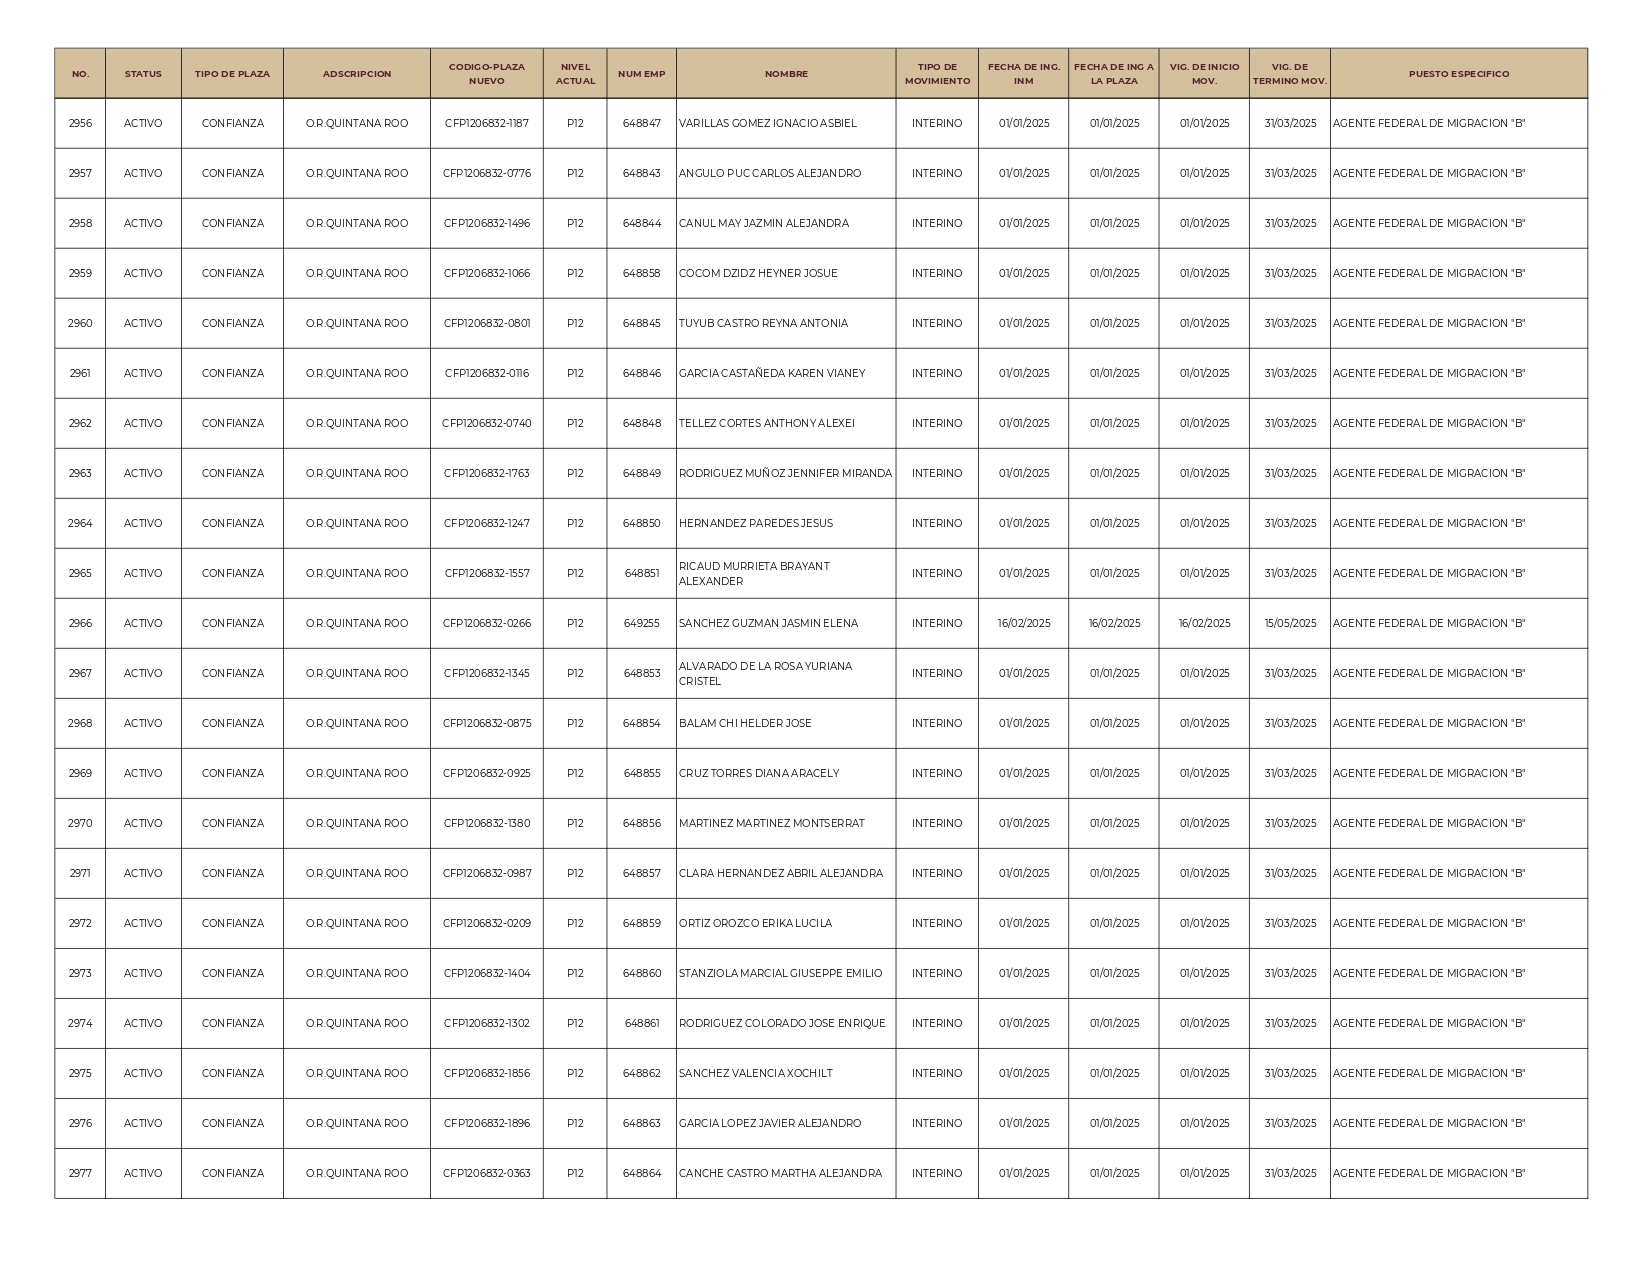 NO. STATUS TIPO DE PLAZA ADSCRIPCION CODIGO-PLAZA NUEVO NIVEL ACTUAL NUM EMP NOMBRE TIPO DE MOVIMIENTO FECHA DE ING. INM FECHA DE ING A LA PLAZA VIG. DE INICIO MOV. VIG. DE TERMINO MOV. PUESTO ESPECIFICO
2956 ACTIVO CONFIANZA O.R.QUINTANA ROO CFP1206832-1187 P12 648847 VARILLAS GOMEZ IGNACIO ASBIEL INTERINO 01/01/2025 01/01/2025 01/01/2025 31/03/2025 AGENTE FEDERAL DE MIGRACION "B"
2957 ACTIVO CONFIANZA O.R.QUINTANA ROO CFP1206832-0776 P12 648843 ANGULO PUC CARLOS ALEJANDRO INTERINO 01/01/2025 01/01/2025 01/01/2025 31/03/2025 AGENTE FEDERAL DE MIGRACION "B"
2958 ACTIVO CONFIANZA O.R.QUINTANA ROO CFP1206832-1496 P12 648844 CANUL MAY JAZMIN ALEJANDRA INTERINO 01/01/2025 01/01/2025 01/01/2025 31/03/2025 AGENTE FEDERAL DE MIGRACION "B"
2959 ACTIVO CONFIANZA O.R.QUINTANA ROO CFP1206832-1066 P12 648858 COCOM DZIDZ HEYNER JOSUE INTERINO 01/01/2025 01/01/2025 01/01/2025 31/03/2025 AGENTE FEDERAL DE MIGRACION "B"
2960 ACTIVO CONFIANZA O.R.QUINTANA ROO CFP1206832-0801 P12 648845 TUYUB CASTRO REYNA ANTONIA INTERINO 01/01/2025 01/01/2025 01/01/2025 31/03/2025 AGENTE FEDERAL DE MIGRACION "B"
2961 ACTIVO CONFIANZA O.R.QUINTANA ROO CFP1206832-0116 P12 648846 GARCIA CASTAÑEDA KAREN VIANEY INTERINO 01/01/2025 01/01/2025 01/01/2025 31/03/2025 AGENTE FEDERAL DE MIGRACION "B"
2962 ACTIVO CONFIANZA O.R.QUINTANA ROO CFP1206832-0740 P12 648848 TELLEZ CORTES ANTHONY ALEXEI INTERINO 01/01/2025 01/01/2025 01/01/2025 31/03/2025 AGENTE FEDERAL DE MIGRACION "B"
2963 ACTIVO CONFIANZA O.R.QUINTANA ROO CFP1206832-1763 P12 648849 RODRIGUEZ MUÑOZ JENNIFER MIRANDA INTERINO 01/01/2025 01/01/2025 01/01/2025 31/03/2025 AGENTE FEDERAL DE MIGRACION "B"
2964 ACTIVO CONFIANZA O.R.QUINTANA ROO CFP1206832-1247 P12 648850 HERNANDEZ PAREDES JESUS INTERINO 01/01/2025 01/01/2025 01/01/2025 31/03/2025 AGENTE FEDERAL DE MIGRACION "B"
2965 ACTIVO CONFIANZA O.R.QUINTANA ROO CFP1206832-1557 P12 648851 RICAUD MURRIETA BRAYANT ALEXANDER INTERINO 01/01/2025 01/01/2025 01/01/2025 31/03/2025 AGENTE FEDERAL DE MIGRACION "B"
2966 ACTIVO CONFIANZA O.R.QUINTANA ROO CFP1206832-0266 P12 649255 SANCHEZ GUZMAN JASMIN ELENA INTERINO 16/02/2025 16/02/2025 16/02/2025 15/05/2025 AGENTE FEDERAL DE MIGRACION "B"
2967 ACTIVO CONFIANZA O.R.QUINTANA ROO CFP1206832-1345 P12 648853 ALVARADO DE LA ROSA YURIANA CRISTEL INTERINO 01/01/2025 01/01/2025 01/01/2025 31/03/2025 AGENTE FEDERAL DE MIGRACION "B"
2968 ACTIVO CONFIANZA O.R.QUINTANA ROO CFP1206832-0875 P12 648854 BALAM CHI HELDER JOSE INTERINO 01/01/2025 01/01/2025 01/01/2025 31/03/2025 AGENTE FEDERAL DE MIGRACION "B"
2969 ACTIVO CONFIANZA O.R.QUINTANA ROO CFP1206832-0925 P12 648855 CRUZ TORRES DIANA ARACELY INTERINO 01/01/2025 01/01/2025 01/01/2025 31/03/2025 AGENTE FEDERAL DE MIGRACION "B"
2970 ACTIVO CONFIANZA O.R.QUINTANA ROO CFP1206832-1380 P12 648856 MARTINEZ MARTINEZ MONTSERRAT INTERINO 01/01/2025 01/01/2025 01/01/2025 31/03/2025 AGENTE FEDERAL DE MIGRACION "B"
2971 ACTIVO CONFIANZA O.R.QUINTANA ROO CFP1206832-0987 P12 648857 CLARA HERNANDEZ ABRIL ALEJANDRA INTERINO 01/01/2025 01/01/2025 01/01/2025 31/03/2025 AGENTE FEDERAL DE MIGRACION "B"
2972 ACTIVO CONFIANZA O.R.QUINTANA ROO CFP1206832-0209 P12 648859 ORTIZ OROZCO ERIKA LUCILA INTERINO 01/01/2025 01/01/2025 01/01/2025 31/03/2025 AGENTE FEDERAL DE MIGRACION "B"
2973 ACTIVO CONFIANZA O.R.QUINTANA ROO CFP1206832-1404 P12 648860 STANZIOLA MARCIAL GIUSEPPE EMILIO INTERINO 01/01/2025 01/01/2025 01/01/2025 31/03/2025 AGENTE FEDERAL DE MIGRACION "B"
2974 ACTIVO CONFIANZA O.R.QUINTANA ROO CFP1206832-1302 P12 648861 RODRIGUEZ COLORADO JOSE ENRIQUE INTERINO 01/01/2025 01/01/2025 01/01/2025 31/03/2025 AGENTE FEDERAL DE MIGRACION "B"
2975 ACTIVO CONFIANZA O.R.QUINTANA ROO CFP1206832-1856 P12 648862 SANCHEZ VALENCIA XOCHILT INTERINO 01/01/2025 01/01/2025 01/01/2025 31/03/2025 AGENTE FEDERAL DE MIGRACION "B"
2976 ACTIVO CONFIANZA O.R.QUINTANA ROO CFP1206832-1896 P12 648863 GARCIA LOPEZ JAVIER ALEJANDRO INTERINO 01/01/2025 01/01/2025 01/01/2025 31/03/2025 AGENTE FEDERAL DE MIGRACION "B"
2977 ACTIVO CONFIANZA O.R.QUINTANA ROO CFP1206832-0363 P12 648864 CANCHE CASTRO MARTHA ALEJANDRA INTERINO 01/01/2025 01/01/2025 01/01/2025 31/03/2025 AGENTE FEDERAL DE MIGRACION "B"